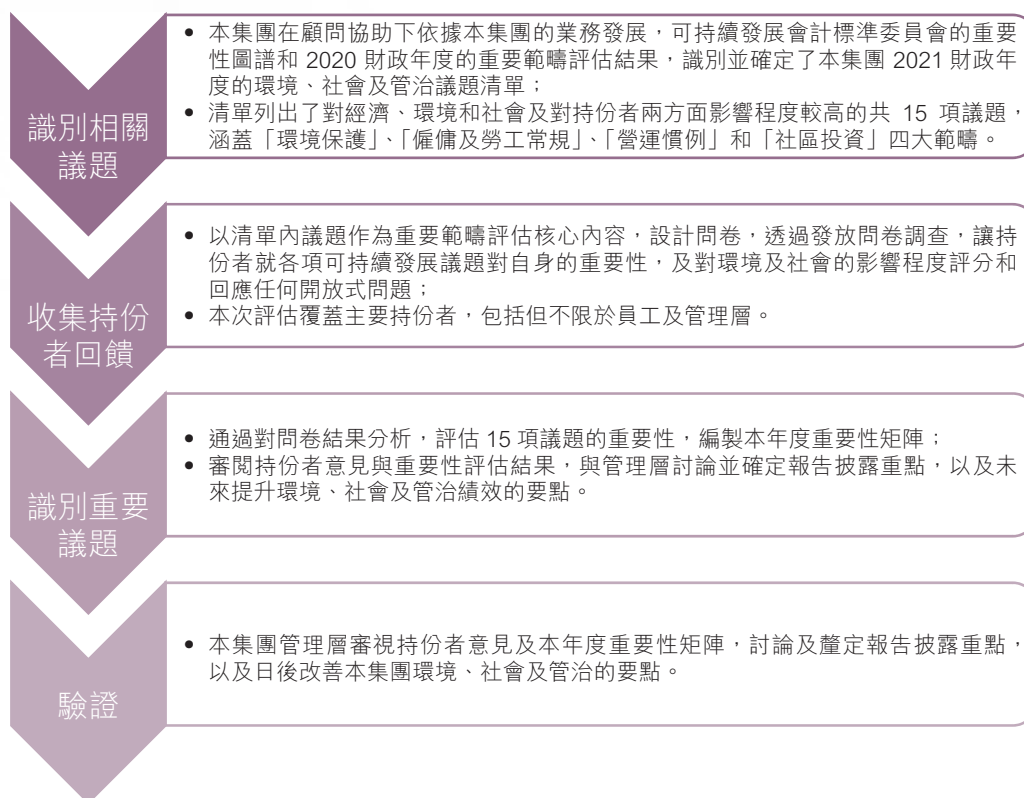 識別相關
議題
• 本集團在顧問協助下依據本集團的業務發展，可持續發展會計標準委員會的重要
性圖譜和 2020 財政年度的重要範疇評估結果，識別並確定了本集團 2021 財政年
度的環境、社會及管治議題清單；
• 清單列出了對經濟、環境和社會及對持份者兩方面影響程度較高的共 15 項議題，
涵蓋「環境保護」、「僱傭及勞工常規」、「營運慣例」和「社區投資」四大範疇。
收集持份
者回饋
• 以清單內議題作為重要範疇評估核心內容，設計問卷，透過發放問卷調查，讓持
份者就各項可持續發展議題對自身的重要性，及對環境及社會的影響程度評分和
回應任何開放式問題；
• 本次評估覆蓋主要持份者，包括但不限於員工及管理層。
識別重要
議題
• 通過對問卷結果分析，評估 15 項議題的重要性，編製本年度重要性矩陣；
• 審閲持份者意見與重要性評估結果，與管理層討論並確定報告披露重點，以及未
來提升環境、社會及管治績效的要點。
驗證
• 本集團管理層審視持份者意見及本年度重要性矩陣，討論及釐定報告披露重點，
以及日後改善本集團環境、社會及管治的要點。